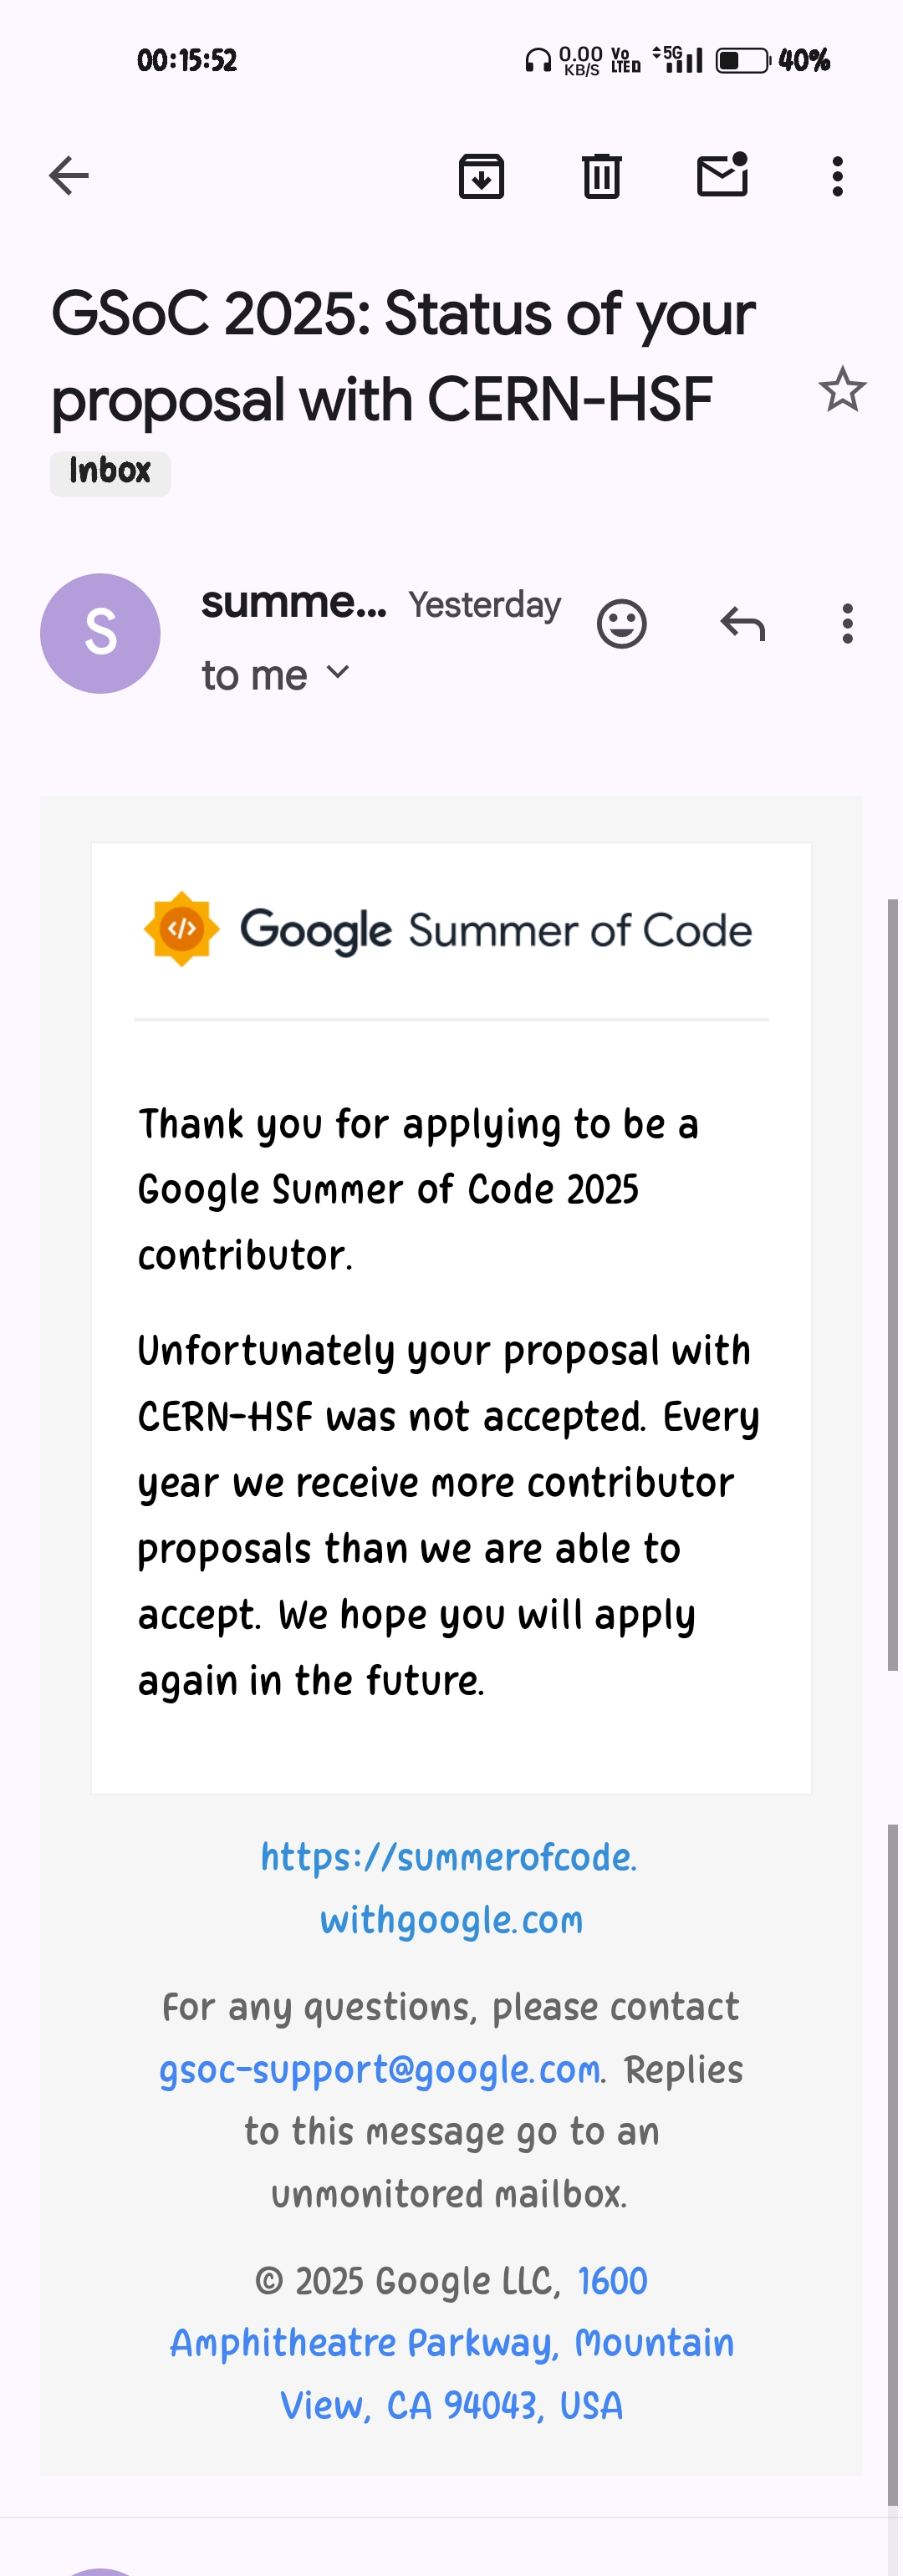 00:15:52 0.00 KB/S Vo LTED 5G 40%
GSoC 2025: Status of your
proposal with CERN-HSF
Inbox
S
summe... Yesterday
to me
Google Summer of Code
Thank you for applying to be a
Google Summer of Code 2025
contributor.
Unfortunately your proposal with
CERN-HSF was not accepted. Every
year we receive more contributor
proposals than we are able to
accept. We hope you will apply
again in the future.
https://summerofcode.
withgoogle.com
For any questions, please contact
gsoc-support@google.com. Replies
to this message go to an
unmonitored mailbox.
© 2025 Google LLC, 1600
Amphitheatre Parkway, Mountain
View, CA 94043, USA